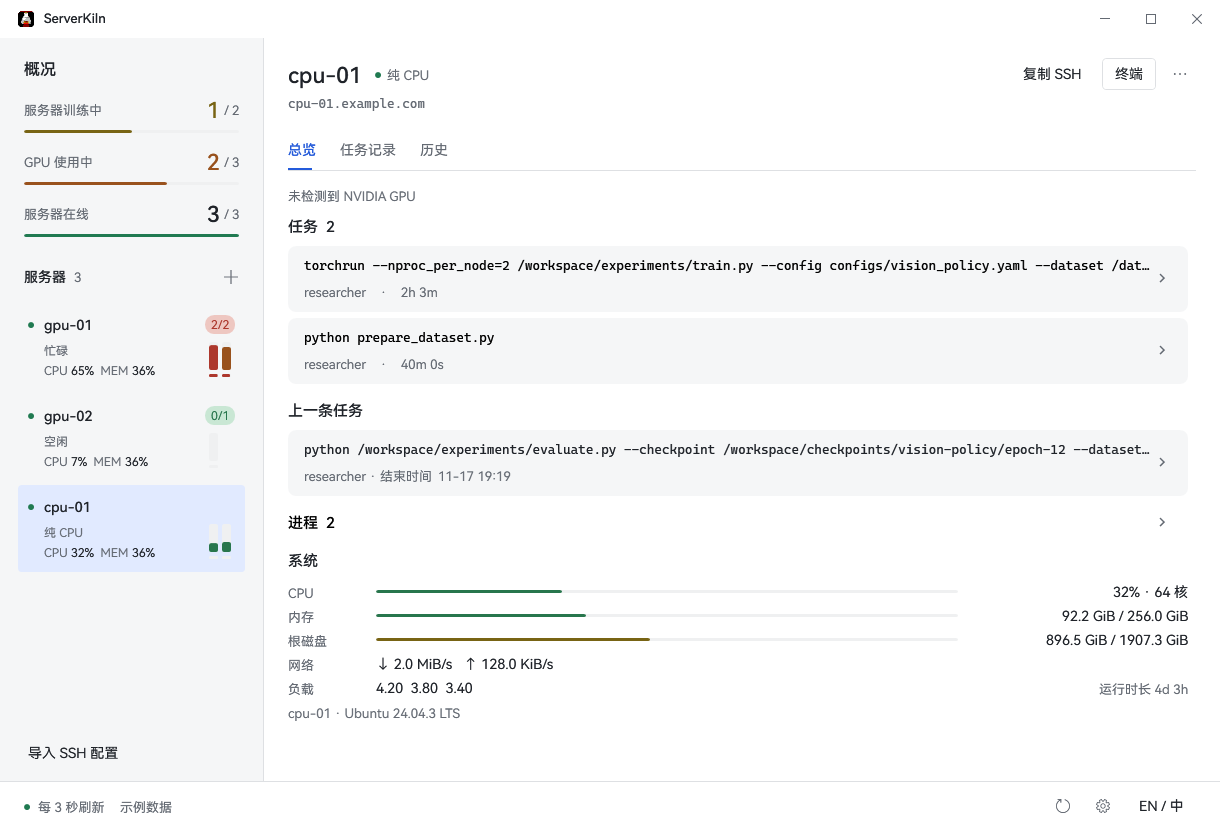 ServerKiln
概况
服务器训练中 1 / 2
GPU 使用中 2 / 3
服务器在线 3 / 3
服务器 3
gpu-01 2/2
忙碌
CPU 65% MEM 36%
gpu-02 0/1
空闲
CPU 7% MEM 36%
cpu-01
纯 CPU
CPU 32% MEM 36%
导入 SSH 配置
cpu-01 纯 CPU
cpu-01.example.com
复制 SSH 终端 ···
总览 任务记录 历史
未检测到 NVIDIA GPU
任务 2
torchrun --nproc_per_node=2 /workspace/experiments/train.py --config configs/vision_policy.yaml --dataset /dat…
researcher · 2h 3m
python prepare_dataset.py
researcher · 40m 0s
上一条任务
python /workspace/experiments/evaluate.py --checkpoint /workspace/checkpoints/vision-policy/epoch-12 --dataset…
researcher · 结束时间 11-17 19:19
进程 2
系统
CPU 32% · 64 核
内存 92.2 GiB / 256.0 GiB
根磁盘 896.5 GiB / 1907.3 GiB
网络 ↓ 2.0 MiB/s ↑ 128.0 KiB/s
负载 4.20 3.80 3.40 运行时长 4d 3h
cpu-01 · Ubuntu 24.04.3 LTS
每 3 秒刷新 示例数据
EN / 中